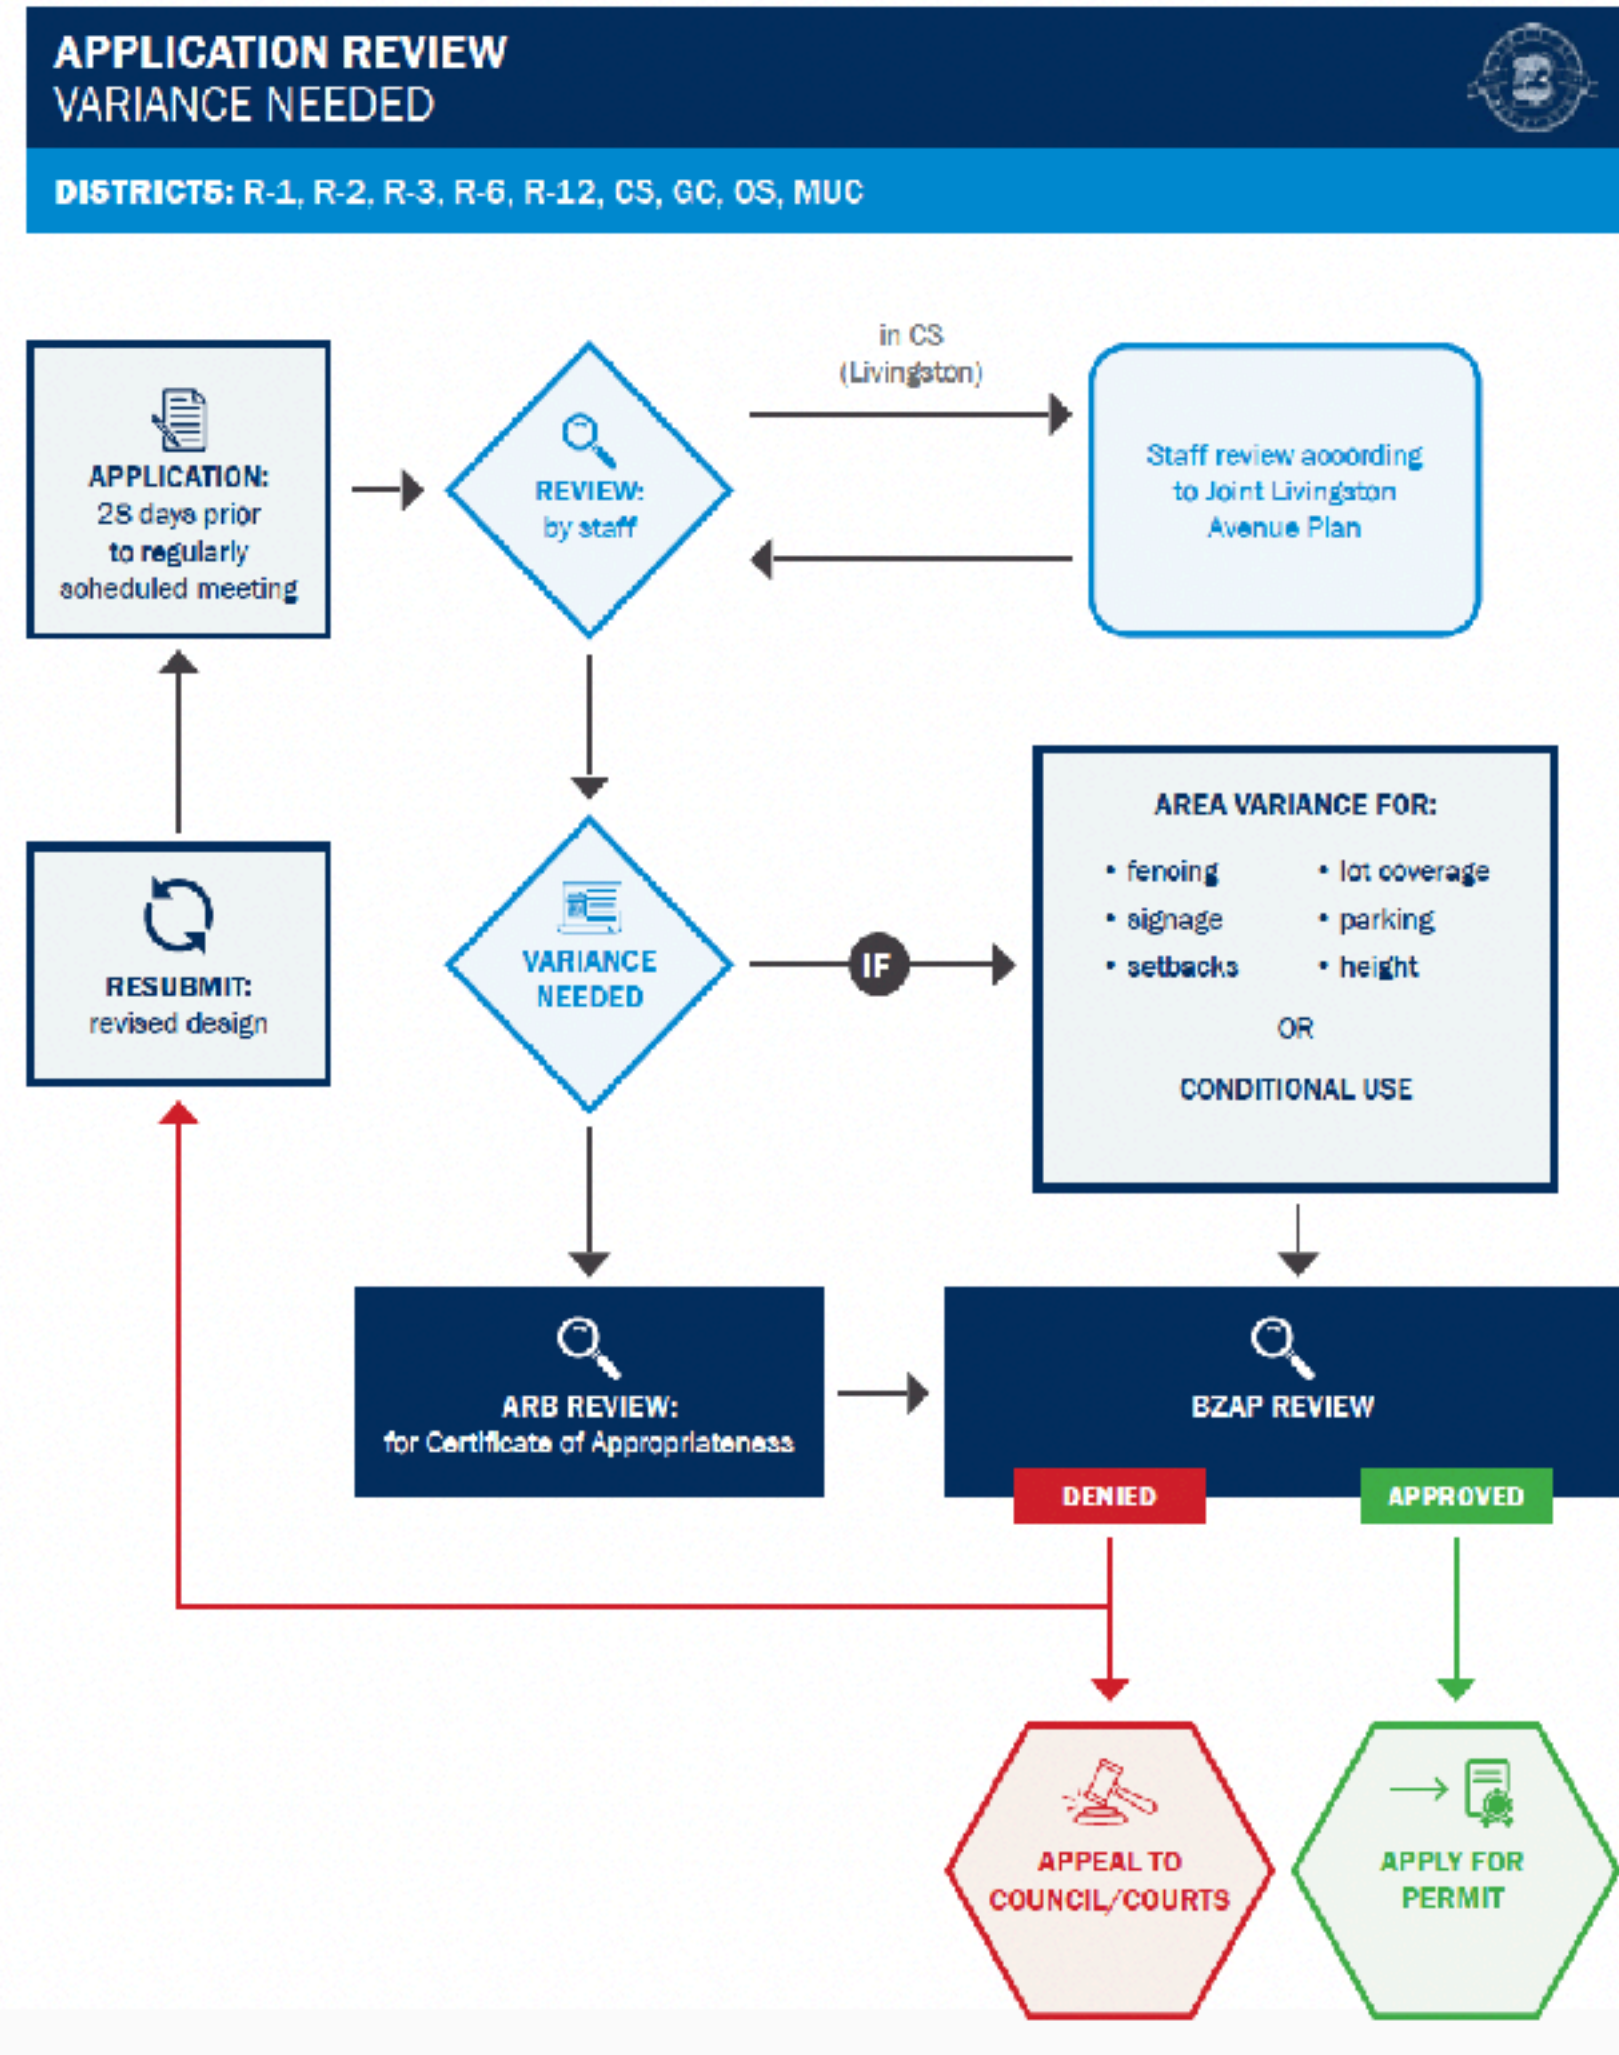 APPLICATION REVIEW
VARIANCE NEEDED
DISTRICTS: R-1, R-2, R-3, R-6, R-12, CS, GC, OS, MUC
in CS
(Livingston)
APPLICATION:
28 days prior
to regularly
scheduled meeting
REVIEW:
by staff
Staff review according
to Joint Livingston
Avenue Plan
RESUBMIT:
revised design
VARIANCE
NEEDED
IF
AREA VARIANCE FOR:
• fencing
• signage
• setbacks
• lot coverage
• parking
• height
OR
CONDITIONAL USE
ARB REVIEW:
for Certificate of Appropriateness
BZAP REVIEW
DENIED
APPROVED
APPEAL TO
COUNCIL/COURTS
APPLY FOR
PERMIT